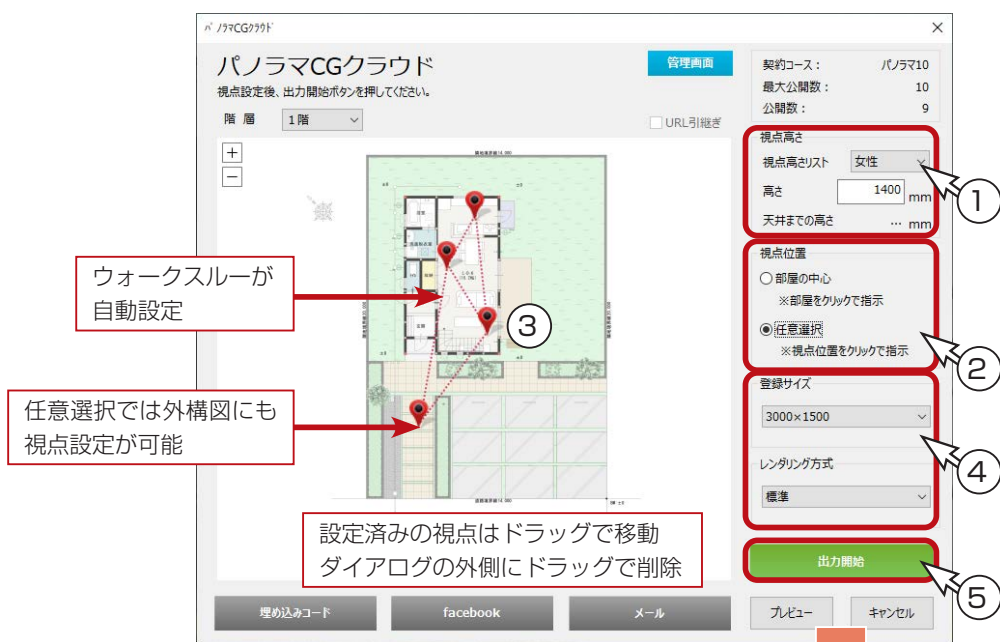 パノラマCGクラウド
パノラマCGクラウド
管理画面
視点設定後、出力開始ボタンを押してください。
階 層
1階
URL引継ぎ
契約コース：
パノラマ10
最大公開数：
10
公開数：
9
視点高さ
視点高さリスト
女性
高さ
1400 mm
天井までの高さ
… mm
①
視点位置
部屋の中心
※部屋をクリックで指示
任意選択
※視点位置をクリックで指示
②
ウォークスルーが
自動設定
③
任意選択では外構図にも
視点設定が可能
登録サイズ
3000×1500
レンダリング方式
標準
④
設定済みの視点はドラッグで移動
ダイアログの外側にドラッグで削除
出力開始
⑤
埋め込みコード
facebook
メール
プレビュー
キャンセル